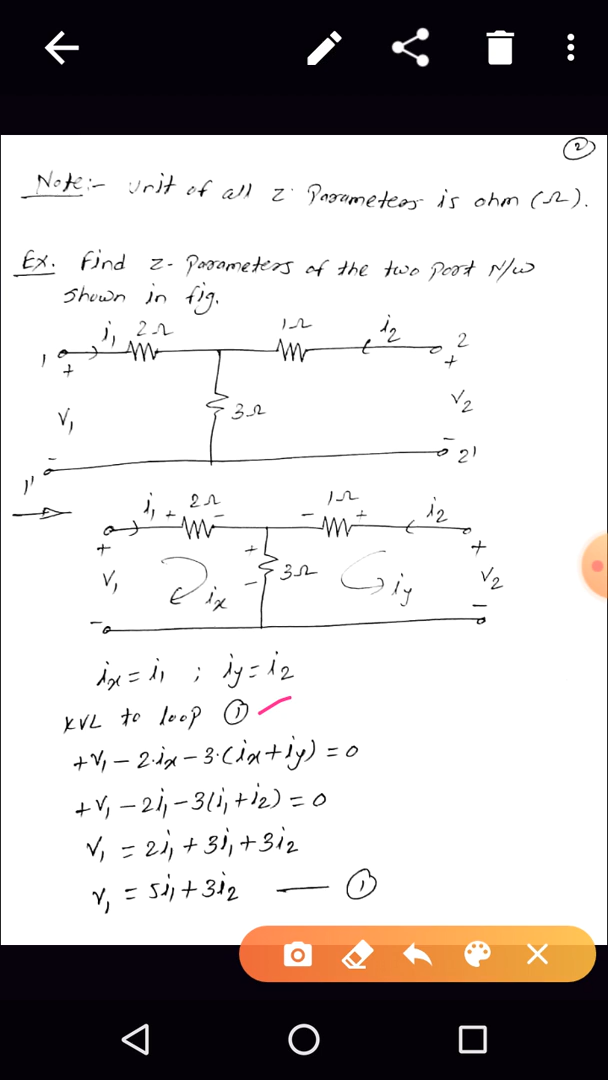 2
Note:- Unit of all Z Parameters is ohm (Ω).
Ex. Find Z-Parameters of the two port N/w
shown in fig.
1 + i₁ 2Ω 1Ω i₂ 2 +
V₁ 3Ω V₂
- 1' - 2'
i₁ + 2Ω - - 1Ω + i₂
+ V₁ - ix + 3Ω - iy + V₂ -
ix = i₁ ; iy = i₂
KVL to loop ①
+V₁ - 2·ix - 3·(ix+iy) = 0
+V₁ - 2i₁ - 3(i₁+i₂) = 0
V₁ = 2i₁ + 3i₁ + 3i₂
V₁ = 5i₁ + 3i₂ — ①